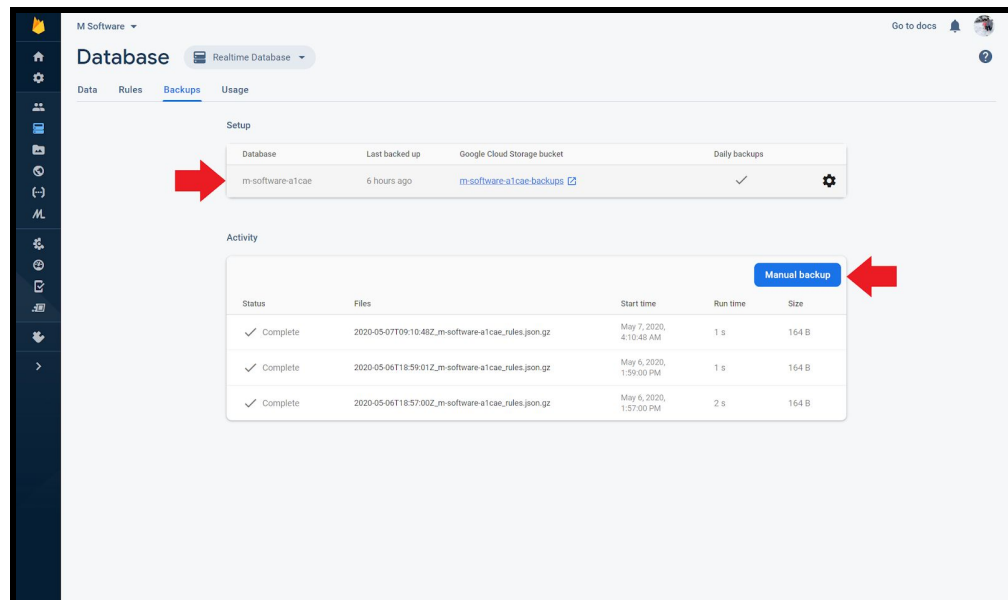 M Software
Go to docs
Database
Realtime Database
?
Data Rules Backups Usage
Setup
Database Last backed up Google Cloud Storage bucket Daily backups
m-software-a1cae 6 hours ago m-software-a1cae-backups
Activity
Manual backup
Status Files Start time Run time Size
Complete 2020-05-07T09:10:48Z_m-software-a1cae_rules.json.gz May 7, 2020, 1 s 164 B
4:10:48 AM
Complete 2020-05-06T18:59:01Z_m-software-a1cae_rules.json.gz May 6, 2020, 1 s 164 B
1:59:00 PM
Complete 2020-05-06T18:57:00Z_m-software-a1cae_rules.json.gz May 6, 2020, 2 s 164 B
1:57:00 PM